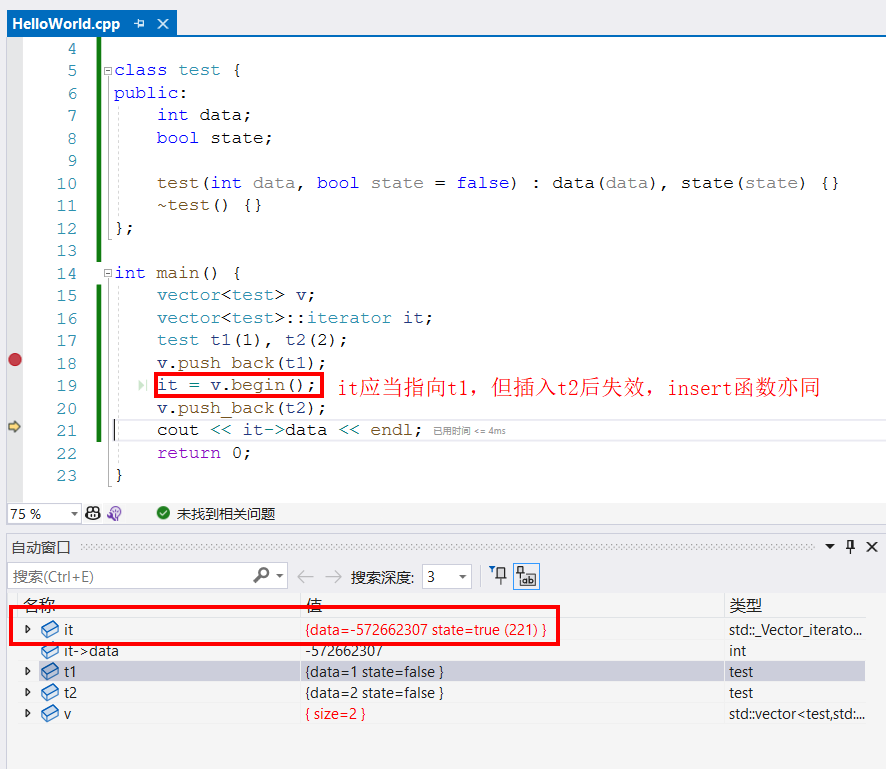 HelloWorld.cpp
4
5 class test {
6 public:
7 int data;
8 bool state;
9
10 test(int data, bool state = false) : data(data), state(state) {}
11 ~test() {}
12 };
13
14 int main() {
15 vector<test> v;
16 vector<test>::iterator it;
17 test t1(1), t2(2);
18 v.push_back(t1);
19 it = v.begin(); it应当指向t1，但插入t2后失效，insert函数亦同
20 v.push_back(t2);
21 cout << it->data << endl; 已用时间 <= 4ms
22 return 0;
23 }
75 % 未找到相关问题
自动窗口
搜索(Ctrl+E) 搜索深度: 3
名称 值 类型
it {data=-572662307 state=true (221) } std::_Vector_iterato...
it->data -572662307 int
t1 {data=1 state=false } test
t2 {data=2 state=false } test
v { size=2 } std::vector<test,std:...